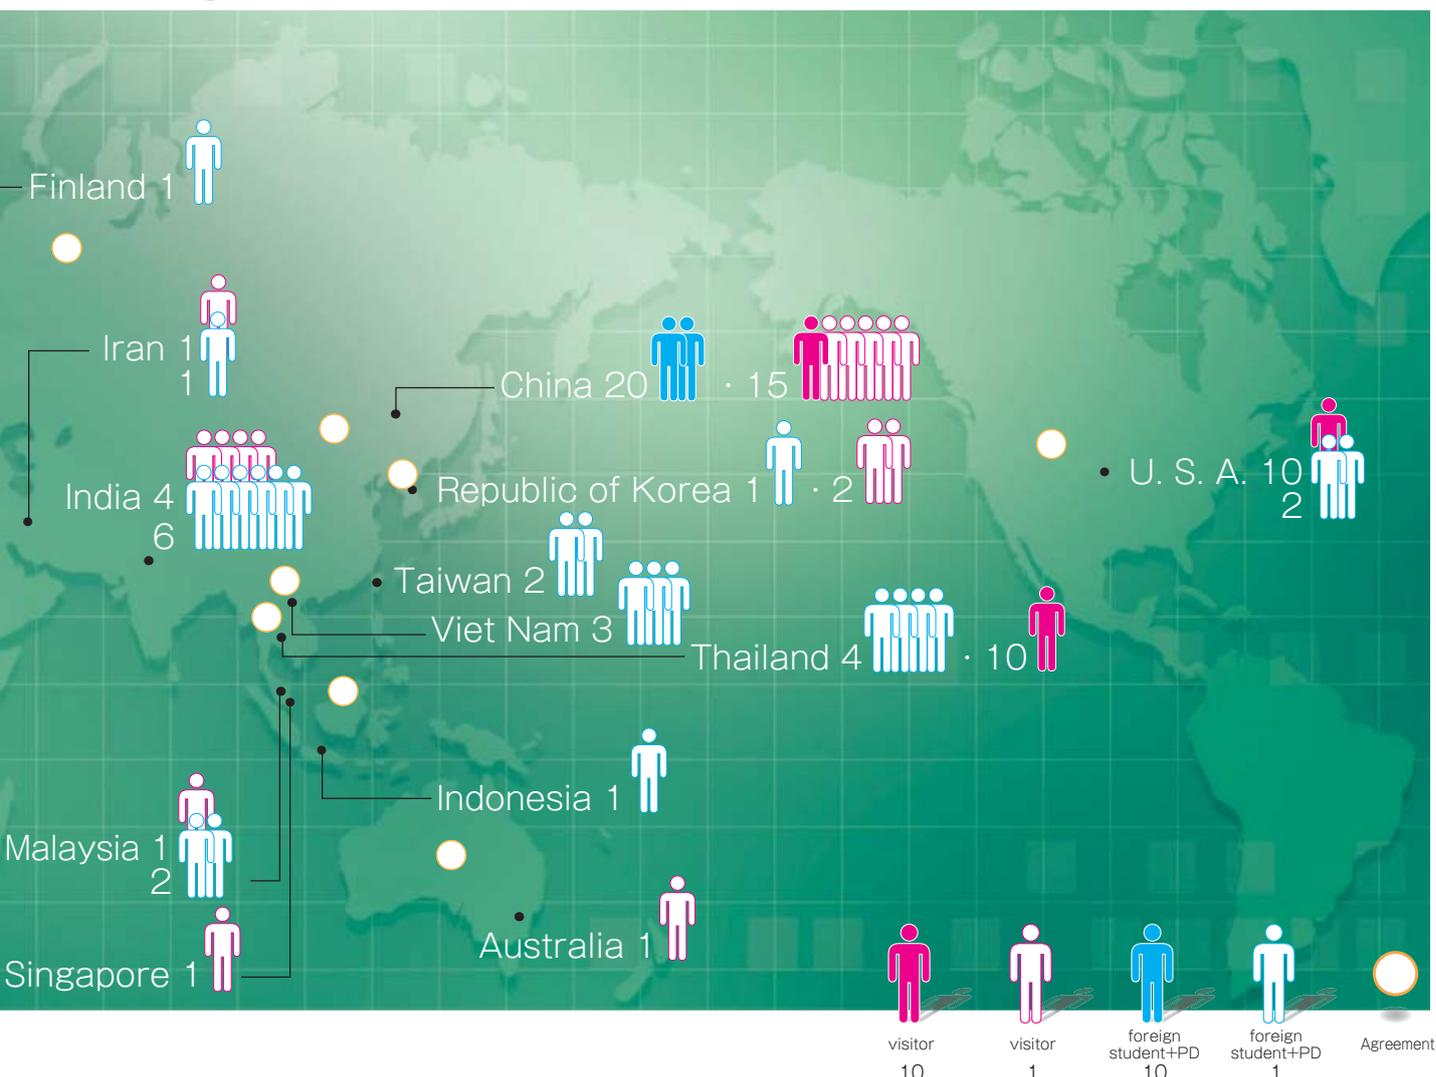 Finland 1
Iran 1
1
China 20 · 15
India 4
6
Republic of Korea 1 · 2
U. S. A. 10
2
Taiwan 2
Viet Nam 3
Thailand 4 · 10
Indonesia 1
Malaysia 1
2
Australia 1
Singapore 1
visitor
10
visitor
1
foreign
student+PD
10
foreign
student+PD
1
Agreement